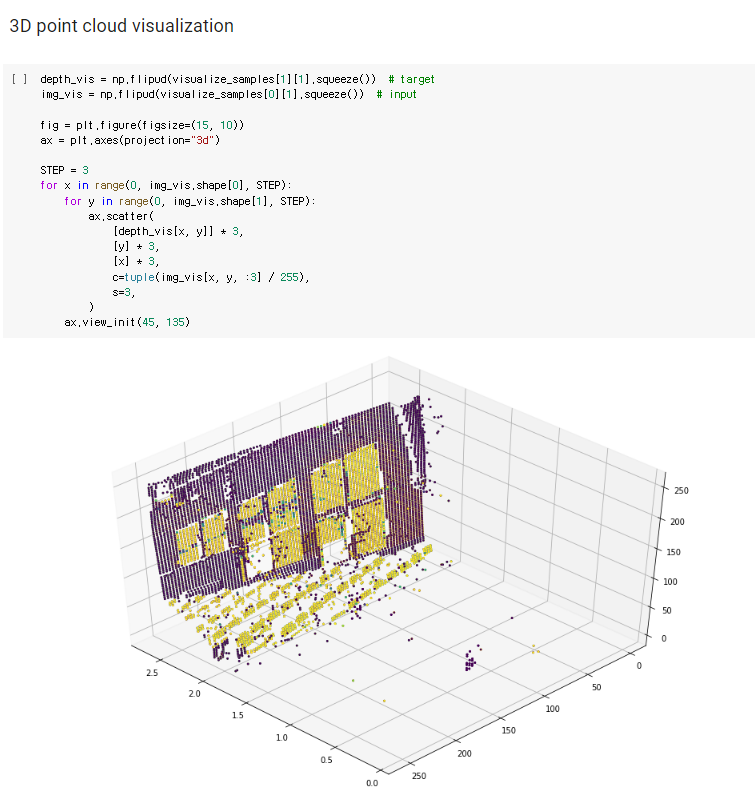 3D point cloud visualization
[ ] depth_vis = np.flipud(visualize_samples[1][1].squeeze()) # target
img_vis = np.flipud(visualize_samples[0][1].squeeze()) # input
fig = plt.figure(figsize=(15, 10))
ax = plt.axes(projection="3d")
STEP = 3
for x in range(0, img_vis.shape[0], STEP):
for y in range(0, img_vis.shape[1], STEP):
ax.scatter(
[depth_vis[x, y]] * 3,
[y] * 3,
[x] * 3,
c=tuple(img_vis[x, y, :3] / 255),
s=3,
)
ax.view_init(45, 135)
250
200
150
100
50
0
2.5
2.0
1.5
1.0
0.5
0.0
0
50
100
150
200
250